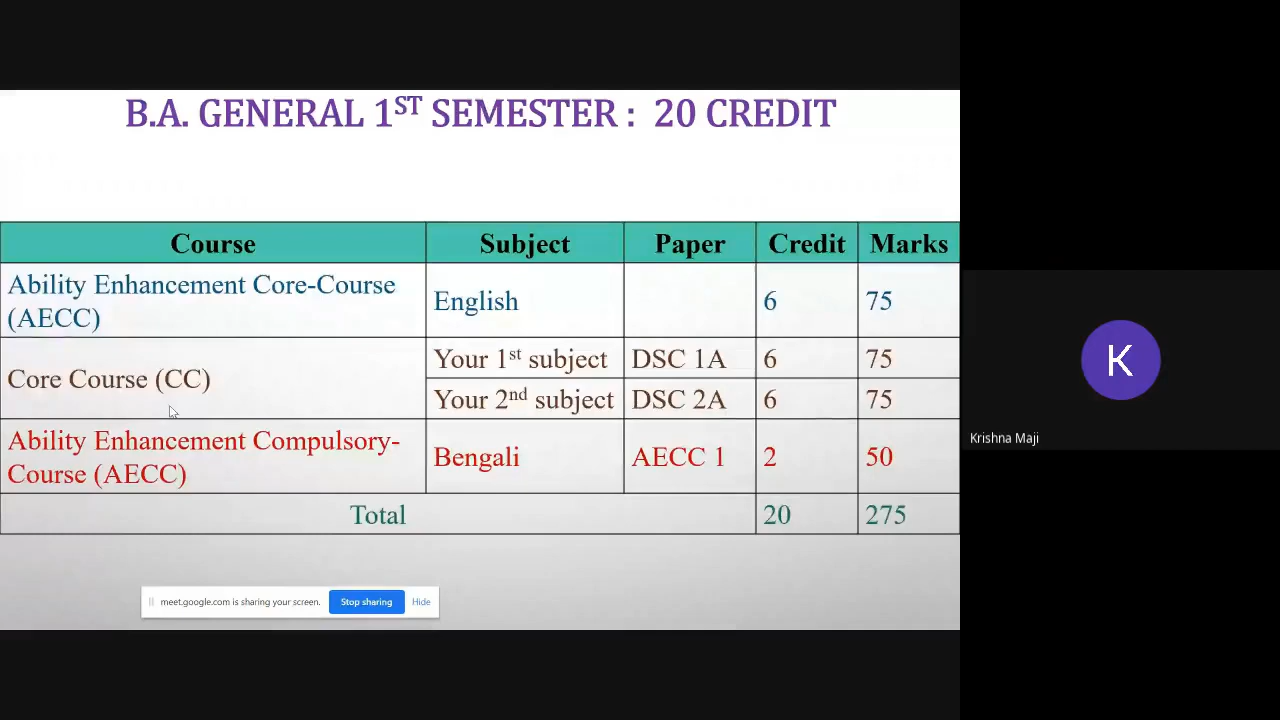 B.A. GENERAL 1ST SEMESTER : 20 CREDIT
Course Subject Paper Credit Marks
Ability Enhancement Core-Course (AECC) English 6 75
Core Course (CC) Your 1st subject DSC 1A 6 75
Your 2nd subject DSC 2A 6 75
Ability Enhancement Compulsory-Course (AECC) Bengali AECC 1 2 50
Total 20 275
meet.google.com is sharing your screen. Stop sharing Hide
K
Krishna Maji